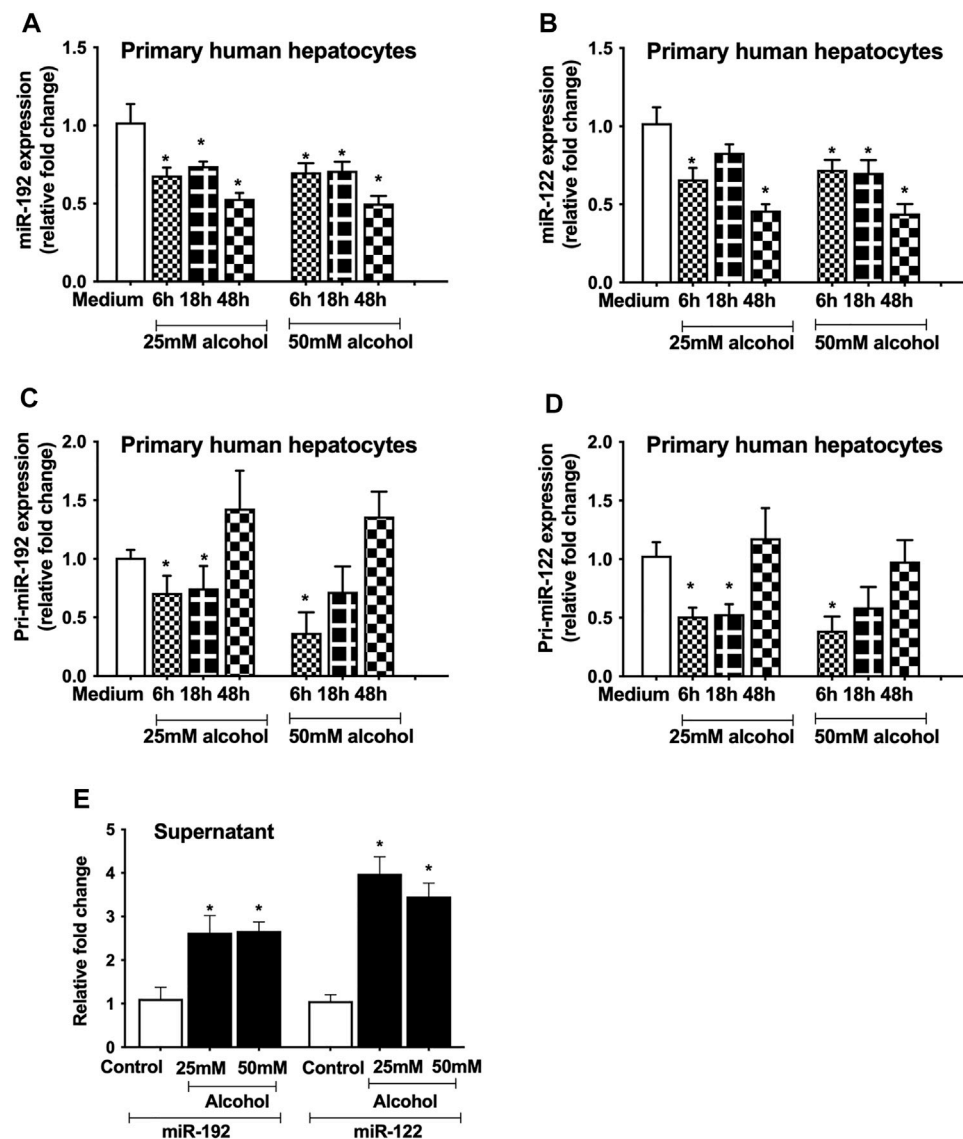 A
Primary human hepatocytes
miR-192 expression
(relative fold change)
1.5
1.0
0.5
0.0
* * * * * *
Medium 6h 18h 48h 6h 18h 48h
25mM alcohol 50mM alcohol
B
Primary human hepatocytes
miR-122 expression
(relative fold change)
1.5
1.0
0.5
0.0
* * * * *
Medium 6h 18h 48h 6h 18h 48h
25mM alcohol 50mM alcohol
C
Primary human hepatocytes
Pri-miR-192 expression
(relative fold change)
2.0
1.5
1.0
0.5
0.0
* * *
Medium 6h 18h 48h 6h 18h 48h
25mM alcohol 50mM alcohol
D
Primary human hepatocytes
Pri-miR-122 expression
(relative fold change)
2.0
1.5
1.0
0.5
0.0
* * *
Medium 6h 18h 48h 6h 18h 48h
25mM alcohol 50mM alcohol
E
Supernatant
Relative fold change
5
4
3
2
1
0
* * * *
Control 25mM 50mM Control 25mM 50mM
Alcohol Alcohol
miR-192 miR-122